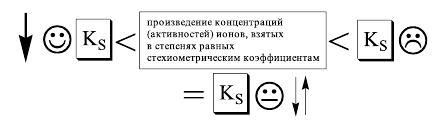 K_S < произведение концентраций
(активностей) ионов, взятых
в степенях равных
стехиометрическим коэффициентам < K_S
= K_S